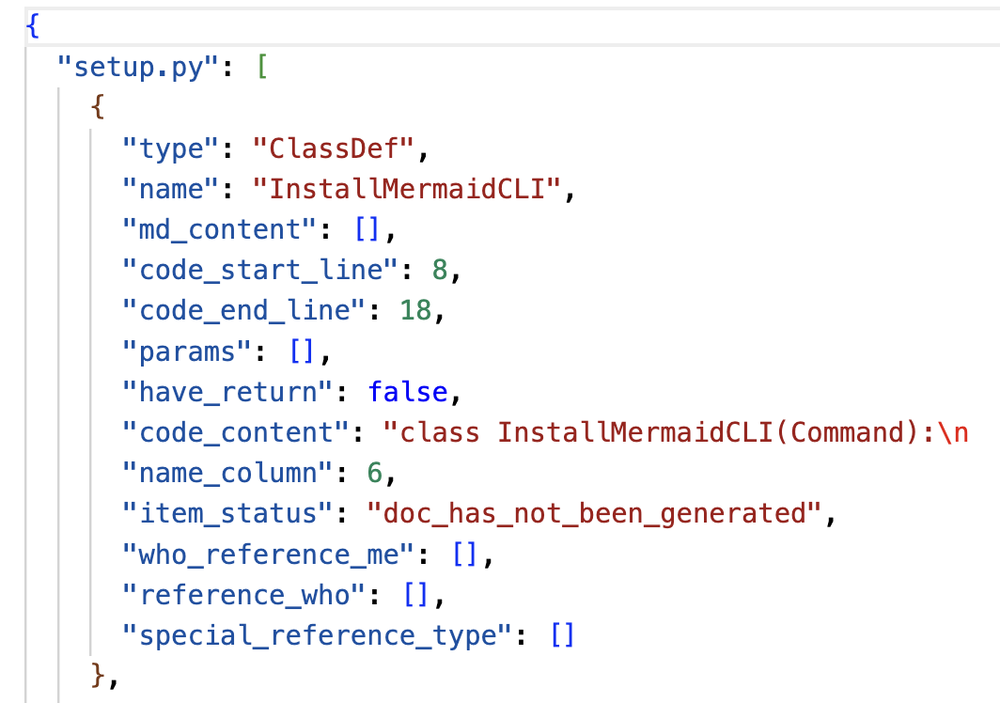 {
"setup.py": [
{
"type": "ClassDef",
"name": "InstallMermaidCLI",
"md_content": [],
"code_start_line": 8,
"code_end_line": 18,
"params": [],
"have_return": false,
"code_content": "class InstallMermaidCLI(Command):\n
"name_column": 6,
"item_status": "doc_has_not_been_generated",
"who_reference_me": [],
"reference_who": [],
"special_reference_type": []
},